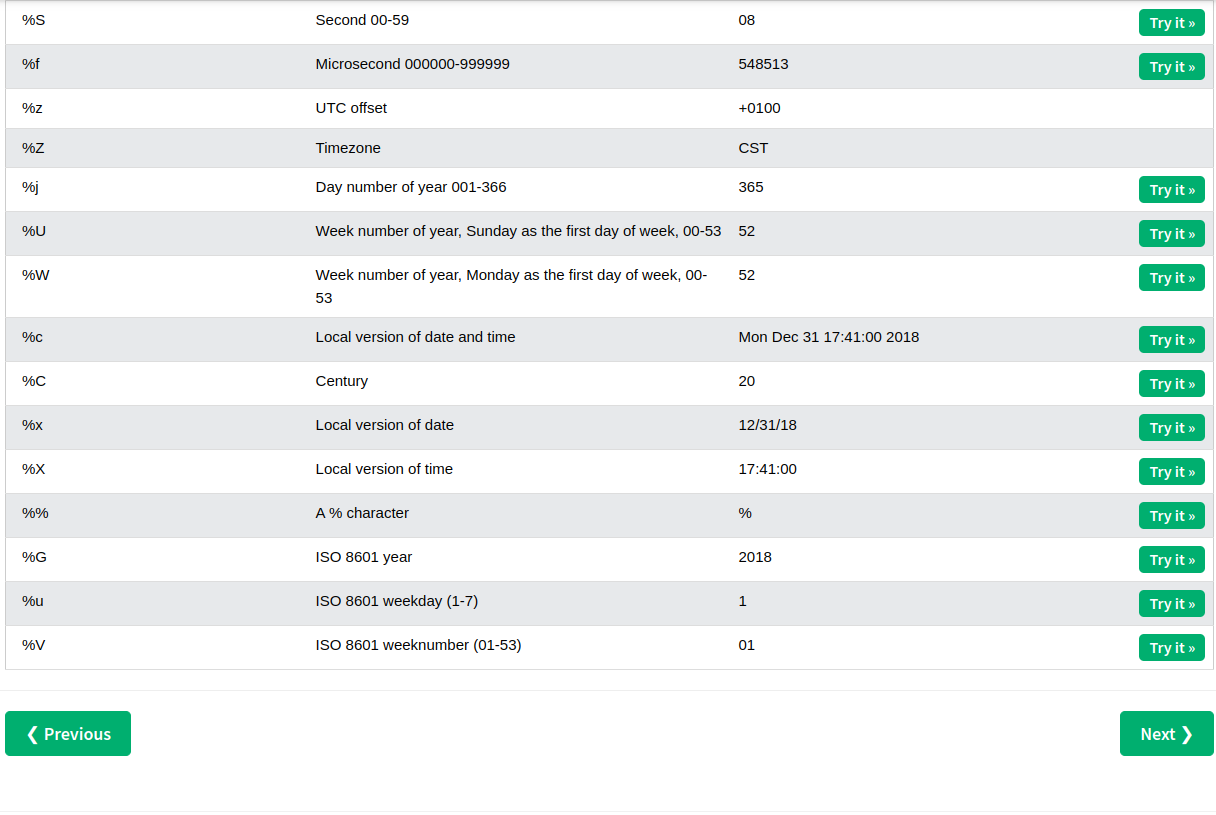 %S Second 00-59 08 Try it »
%f Microsecond 000000-999999 548513 Try it »
%z UTC offset +0100
%Z Timezone CST
%j Day number of year 001-366 365 Try it »
%U Week number of year, Sunday as the first day of week, 00-53 52 Try it »
%W Week number of year, Monday as the first day of week, 00- 52 Try it »
53
%c Local version of date and time Mon Dec 31 17:41:00 2018 Try it »
%C Century 20 Try it »
%x Local version of date 12/31/18 Try it »
%X Local version of time 17:41:00 Try it »
%% A % character % Try it »
%G ISO 8601 year 2018 Try it »
%u ISO 8601 weekday (1-7) 1 Try it »
%V ISO 8601 weeknumber (01-53) 01 Try it »
❮ Previous Next ❯